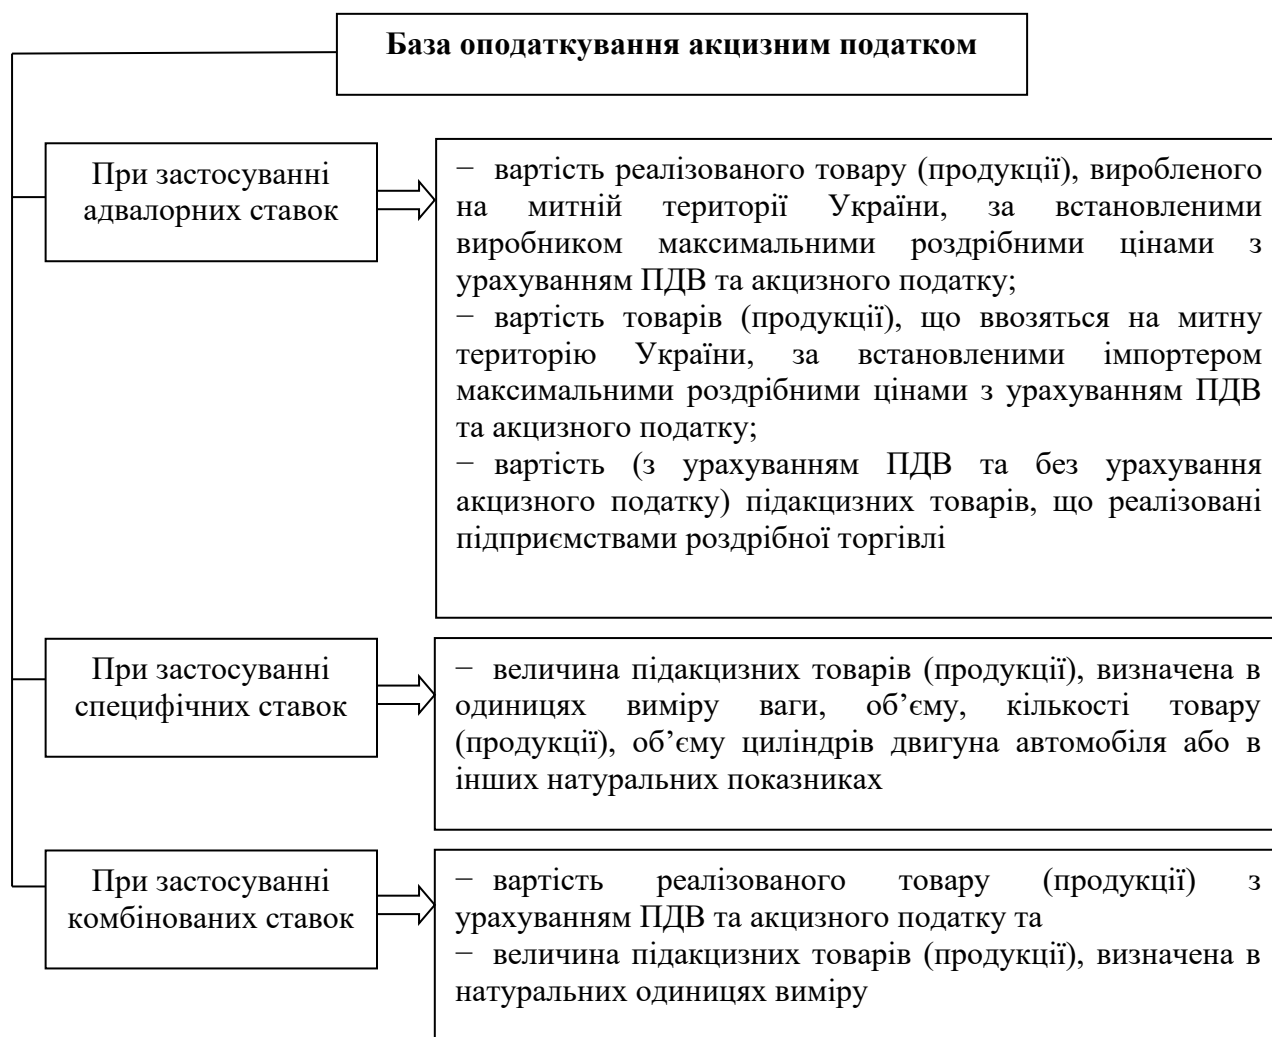 База оподаткування акцизним податком
При застосуванні
адвалорних ставок
− вартість реалізованого товару (продукції), виробленого
на митній території України, за встановленими
виробником максимальними роздрібними цінами з
урахуванням ПДВ та акцизного податку;
− вартість товарів (продукції), що ввозяться на митну
територію України, за встановленими імпортером
максимальними роздрібними цінами з урахуванням ПДВ
та акцизного податку;
− вартість (з урахуванням ПДВ та без урахування
акцизного податку) підакцизних товарів, що реалізовані
підприємствами роздрібної торгівлі
При застосуванні
специфічних ставок
− величина підакцизних товарів (продукції), визначена в
одиницях виміру ваги, об’єму, кількості товару
(продукції), об’єму циліндрів двигуна автомобіля або в
інших натуральних показниках
При застосуванні
комбінованих ставок
− вартість реалізованого товару (продукції) з
урахуванням ПДВ та акцизного податку та
− величина підакцизних товарів (продукції), визначена в
натуральних одиницях виміру